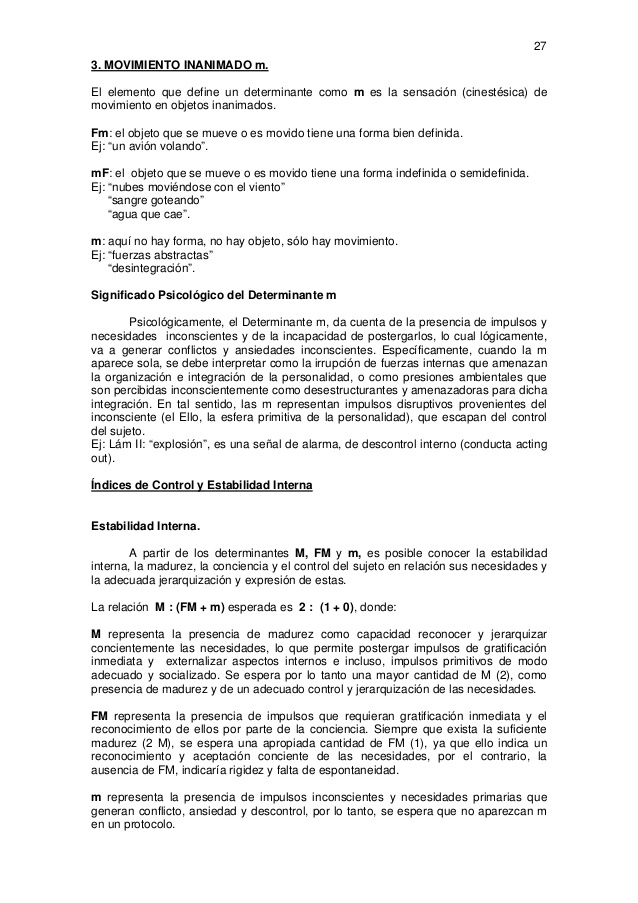 27
3. MOVIMIENTO INANIMADO m.
El elemento que define un determinante como m es la sensación (cinestésica) de
movimiento en objetos inanimados.
Fm: el objeto que se mueve o es movido tiene una forma bien definida.
Ej: “un avión volando”.
mF: el objeto que se mueve o es movido tiene una forma indefinida o semidefinida.
Ej: “nubes moviéndose con el viento”
“sangre goteando”
“agua que cae”.
m: aquí no hay forma, no hay objeto, sólo hay movimiento.
Ej: “fuerzas abstractas”
“desintegración”.
Significado Psicológico del Determinante m
Psicológicamente, el Determinante m, da cuenta de la presencia de impulsos y
necesidades inconscientes y de la incapacidad de postergarlos, lo cual lógicamente,
va a generar conflictos y ansiedades inconscientes. Específicamente, cuando la m
aparece sola, se debe interpretar como la irrupción de fuerzas internas que amenazan
la organización e integración de la personalidad, o como presiones ambientales que
son percibidas inconscientemente como desestructurantes y amenazadoras para dicha
integración. En tal sentido, las m representan impulsos disruptivos provenientes del
inconsciente (el Ello, la esfera primitiva de la personalidad), que escapan del control
del sujeto.
Ej: Lám II: “explosión”, es una señal de alarma, de descontrol interno (conducta acting
out).
Índices de Control y Estabilidad Interna
Estabilidad Interna.
A partir de los determinantes M, FM y m, es posible conocer la estabilidad
interna, la madurez, la conciencia y el control del sujeto en relación sus necesidades y
la adecuada jerarquización y expresión de estas.
La relación M : (FM + m) esperada es 2 : (1 + 0), donde:
M representa la presencia de madurez como capacidad reconocer y jerarquizar
concientemente las necesidades, lo que permite postergar impulsos de gratificación
inmediata y externalizar aspectos internos e incluso, impulsos primitivos de modo
adecuado y socializado. Se espera por lo tanto una mayor cantidad de M (2), como
presencia de madurez y de un adecuado control y jerarquización de las necesidades.
FM representa la presencia de impulsos que requieran gratificación inmediata y el
reconocimiento de ellos por parte de la conciencia. Siempre que exista la suficiente
madurez (2 M), se espera una apropiada cantidad de FM (1), ya que ello indica un
reconocimiento y aceptación conciente de las necesidades, por el contrario, la
ausencia de FM, indicaría rigidez y falta de espontaneidad.
m representa la presencia de impulsos inconscientes y necesidades primarias que
generan conflicto, ansiedad y descontrol, por lo tanto, se espera que no aparezcan m
en un protocolo.